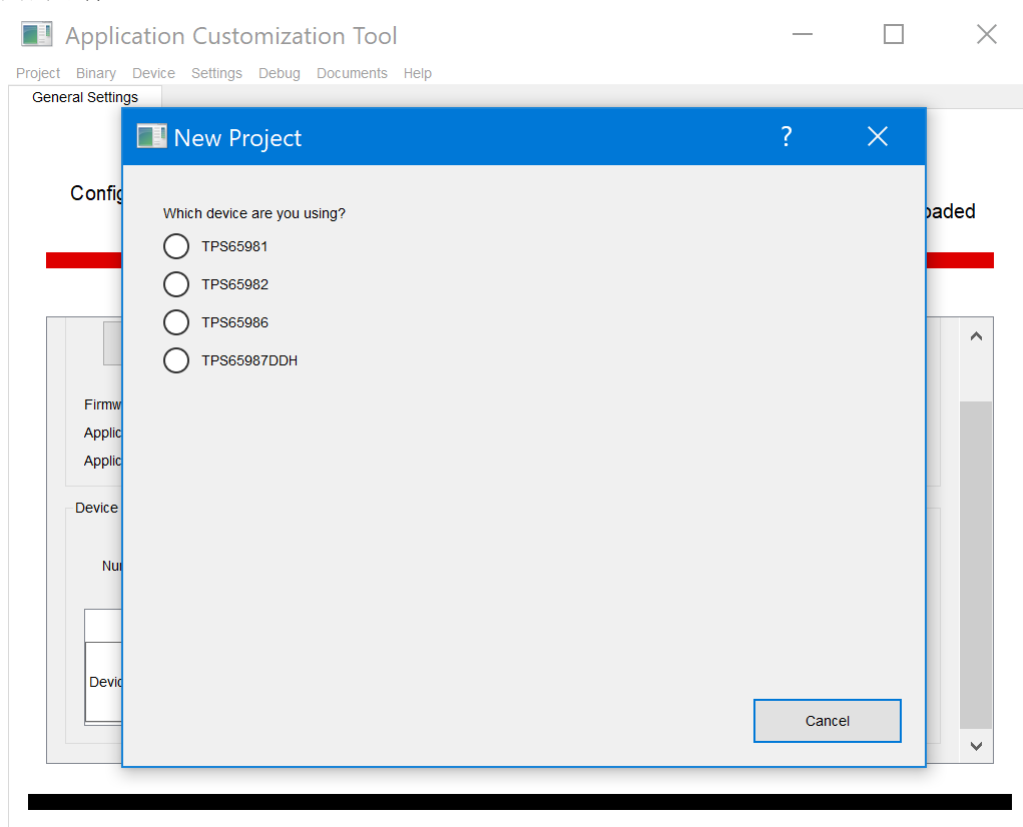 Application Customization Tool
Project Binary Device Settings Debug Documents Help
General Settings
New Project ?
Which device are you using?
TPS65981
TPS65982
TPS65986
TPS65987DDH
Device
Cancel